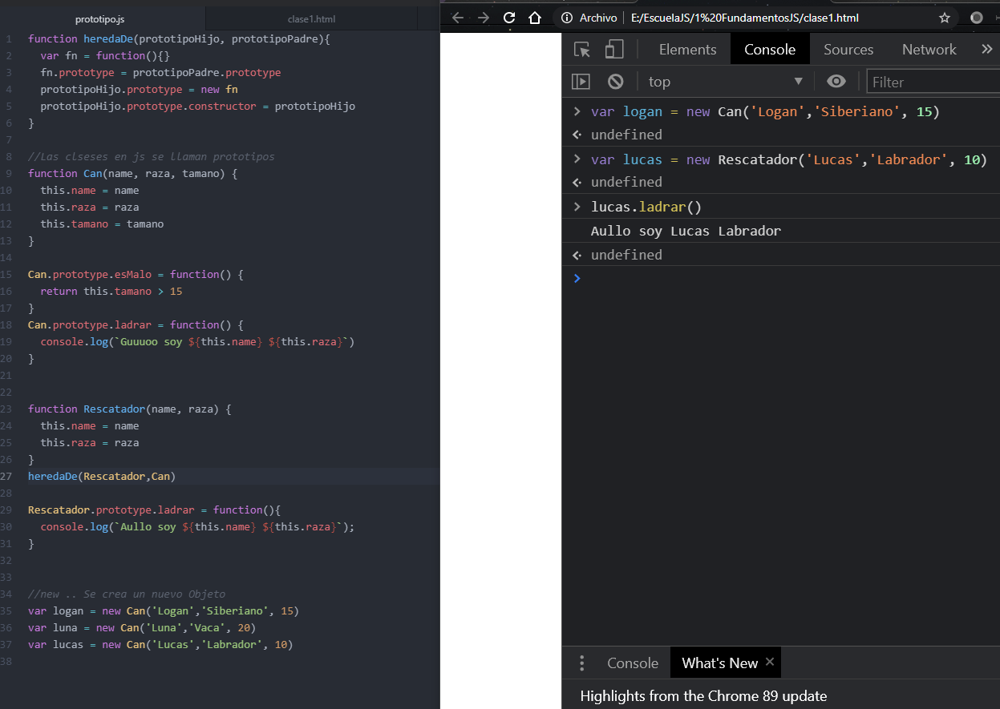 prototipo.js clase1.html
1 function heredaDe(prototipoHijo, prototipoPadre){
2   var fn = function(){}
3   fn.prototype = prototipoPadre.prototype
4   prototipoHijo.prototype = new fn
5   prototipoHijo.prototype.constructor = prototipoHijo
6 }
7
8 //Las clseses en js se llaman prototipos
9 function Can(name, raza, tamano) {
10   this.name = name
11   this.raza = raza
12   this.tamano = tamano
13 }
14
15 Can.prototype.esMalo = function() {
16   return this.tamano > 15
17 }
18 Can.prototype.ladrar = function() {
19   console.log(`Guuuoo soy ${this.name} ${this.raza}`)
20 }
21
22
23 function Rescatador(name, raza) {
24   this.name = name
25   this.raza = raza
26 }
27 heredaDe(Rescatador,Can)
28
29 Rescatador.prototype.ladrar = function(){
30   console.log(`Aullo soy ${this.name} ${this.raza}`);
31 }
32
33
34 //new .. Se crea un nuevo Objeto
35 var logan = new Can('Logan','Siberiano', 15)
36 var luna = new Can('Luna','Vaca', 20)
37 var lucas = new Can('Lucas','Labrador', 10)
38
Archivo | E:/EscuelaJS/1%20FundamentosJS/clase1.html
Elements Console Sources Network »
top Filter
> var logan = new Can('Logan','Siberiano', 15)
undefined
> var lucas = new Rescatador('Lucas','Labrador', 10)
undefined
> lucas.ladrar()
Aullo soy Lucas Labrador
undefined
>
Console What's New ×
Highlights from the Chrome 89 update